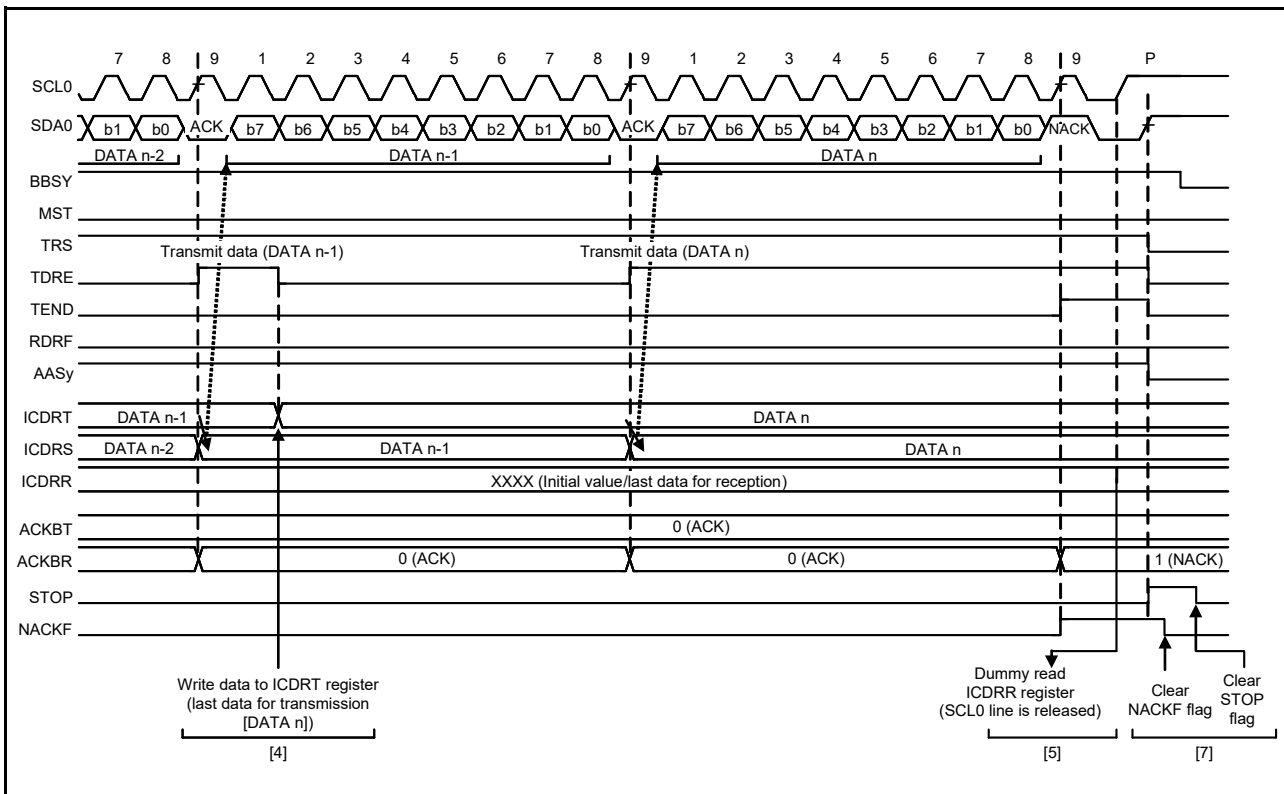 7 8 9 1 2 3 4 5 6 7 8 9 1 2 3 4 5 6 7 8 9 P
SCL0
SDA0 b1 b0 ACK b7 b6 b5 b4 b3 b2 b1 b0 ACK b7 b6 b5 b4 b3 b2 b1 b0 NACK
DATA n-2 DATA n-1 DATA n
BBSY
MST
TRS
Transmit data (DATA n-1) Transmit data (DATA n)
TDRE
TEND
RDRF
AASy
ICDRT DATA n-1 DATA n
ICDRS DATA n-2 DATA n-1 DATA n
ICDRR XXXX (Initial value/last data for reception)
ACKBT 0 (ACK)
ACKBR 0 (ACK) 0 (ACK) 1 (NACK)
STOP
NACKF
Write data to ICDRT register
(last data for transmission
[DATA n])
[4]
Dummy read
ICDRR register
(SCL0 line is released)
[5]
Clear
NACKF flag
Clear
STOP
flag
[7]